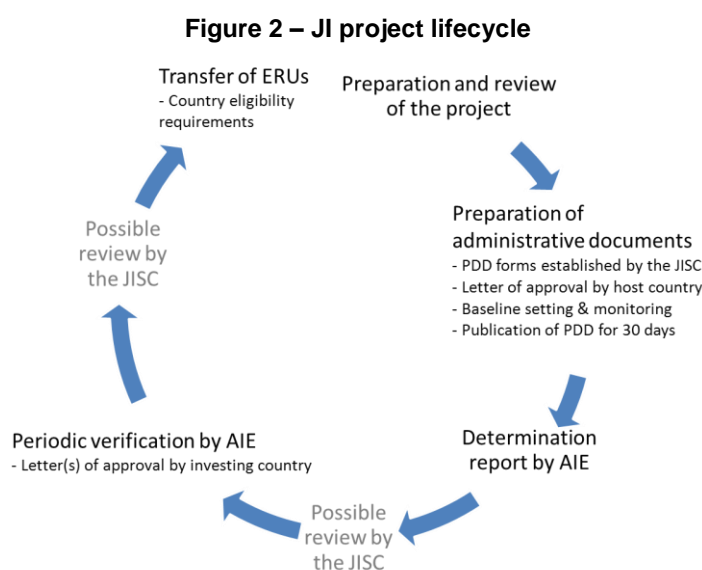 Figure 2 – JI project lifecycle
Preparation and review
of the project
Preparation of
administrative documents
- PDD forms established by the JISC
- Letter of approval by host country
- Baseline setting & monitoring
- Publication of PDD for 30 days
Determination
report by AIE
Possible
review by
the JISC
Periodic verification by AIE
- Letter(s) of approval by investing country
Possible
review by
the JISC
Transfer of ERUs
- Country eligibility
requirements